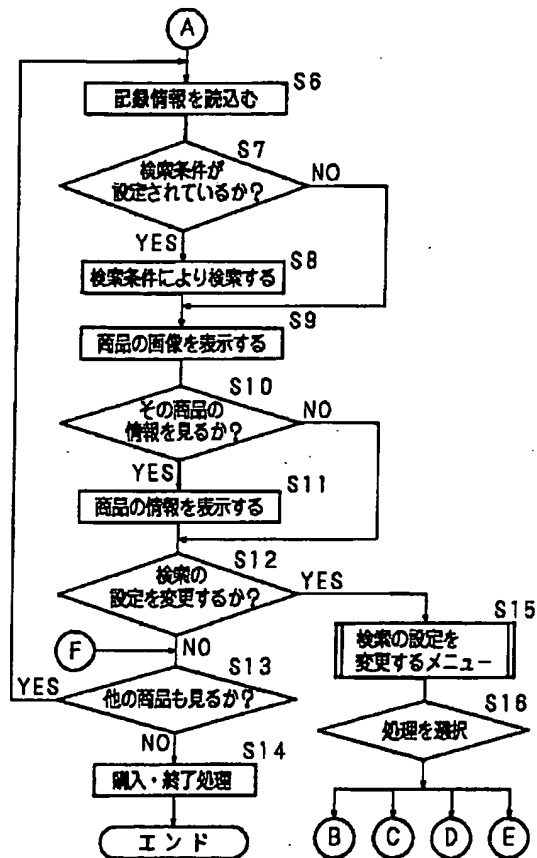 A
S6
記録情報を読込む
S7
検索条件が
設定されているか?
NO
YES
S8
検索条件により検索する
S9
商品の画像を表示する
S10
その商品の
情報を見るか?
NO
YES
S11
商品の情報を表示する
S12
検索の
設定を変更するか?
YES
NO
F
S15
検索の設定を
変更するメニュー
S13
他の商品も見るか?
YES
NO
S16
処理を選択
S14
購入・終了処理
エンド
B C D E